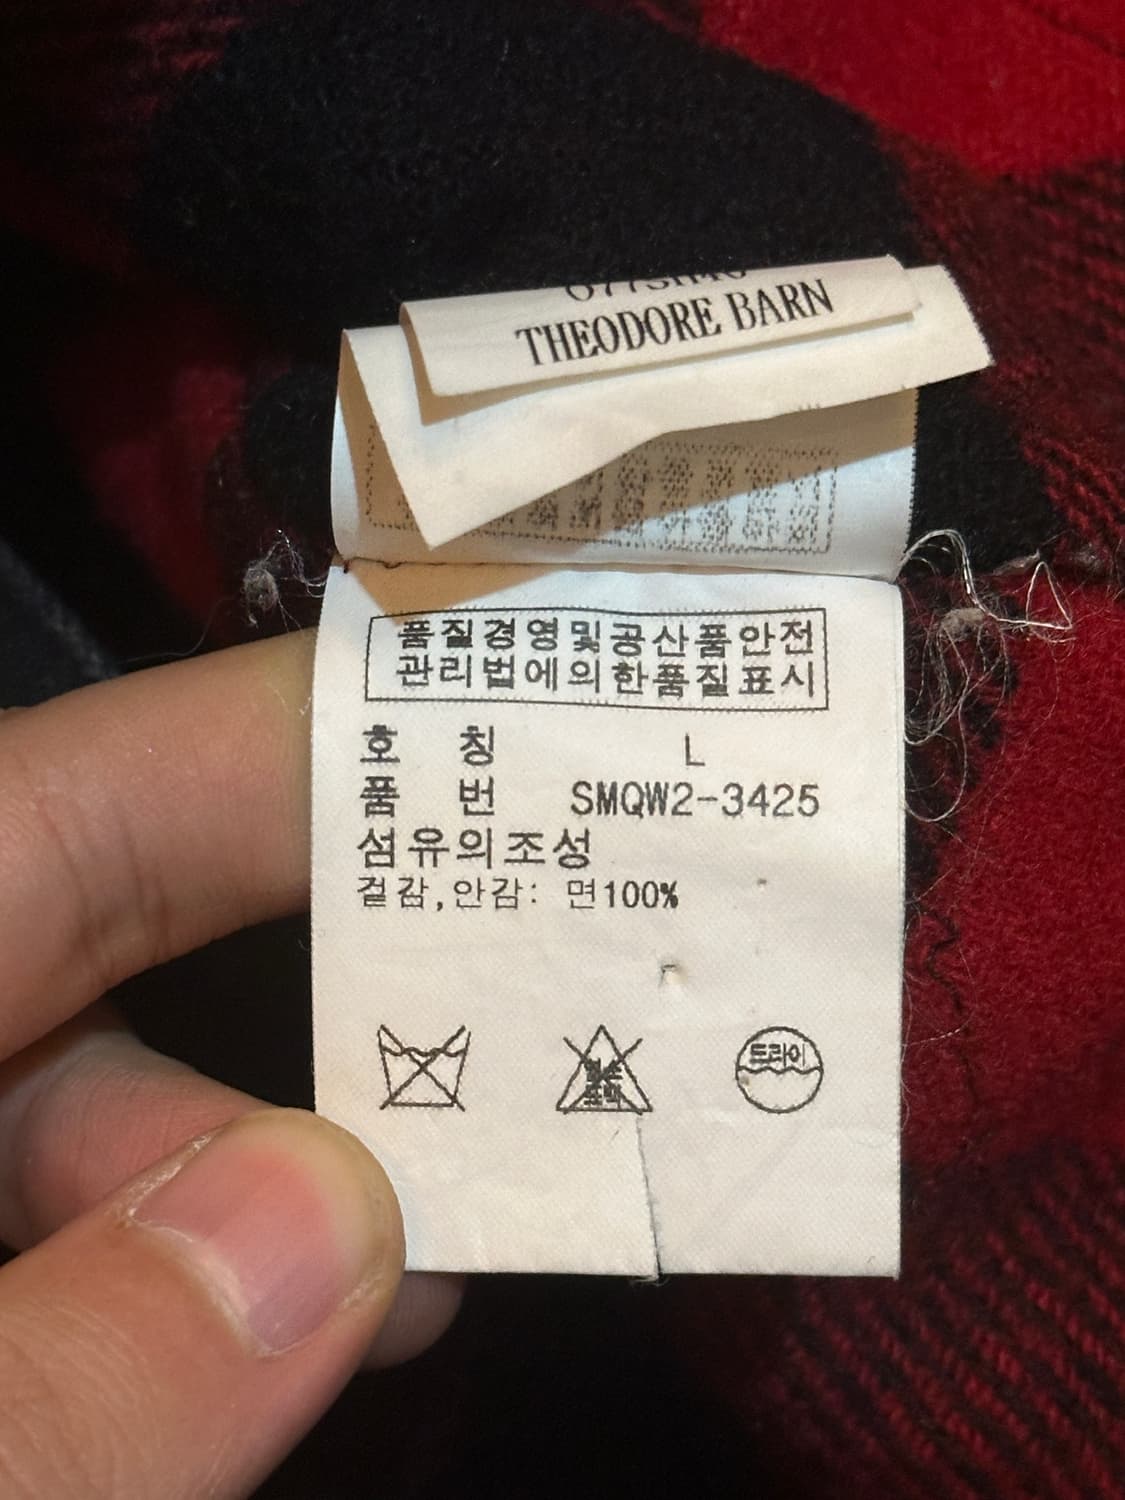 THEODORE BARN
품질경영및공산품안전
관리법에의한품질표시
호 칭 L
품 번 SMQW2-3425
섬유의조성
겉감,안감: 면100%
드라이